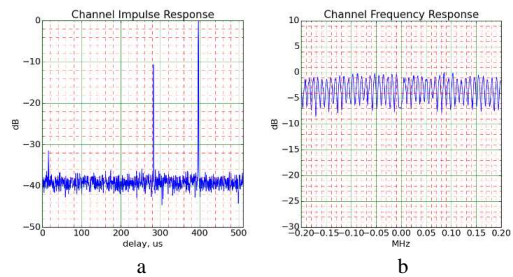 Channel Impulse Response
0
−10
−20
−30
−40
−50
dB
0 100 200 300 400 500
delay, us
a
Channel Frequency Response
10
5
0
−5
−10
−15
−20
−25
−30
dB
−0.20−0.15−0.10−0.05 0.00 0.05 0.10 0.15 0.20
MHz
b